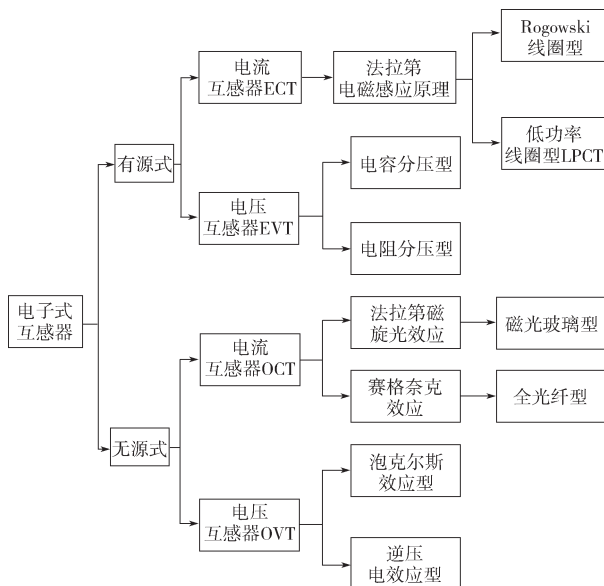 电子式
互感器
有源式
电流
互感器ECT
法拉第
电磁感应原理
Rogowski
线圈型
低功率
线圈型LPCT
电压
互感器EVT
电容分压型
电阻分压型
无源式
电流
互感器OCT
法拉第磁
旋光效应
磁光玻璃型
赛格奈克
效应
全光纤型
电压
互感器OVT
泡克尔斯
效应型
逆压
电效应型